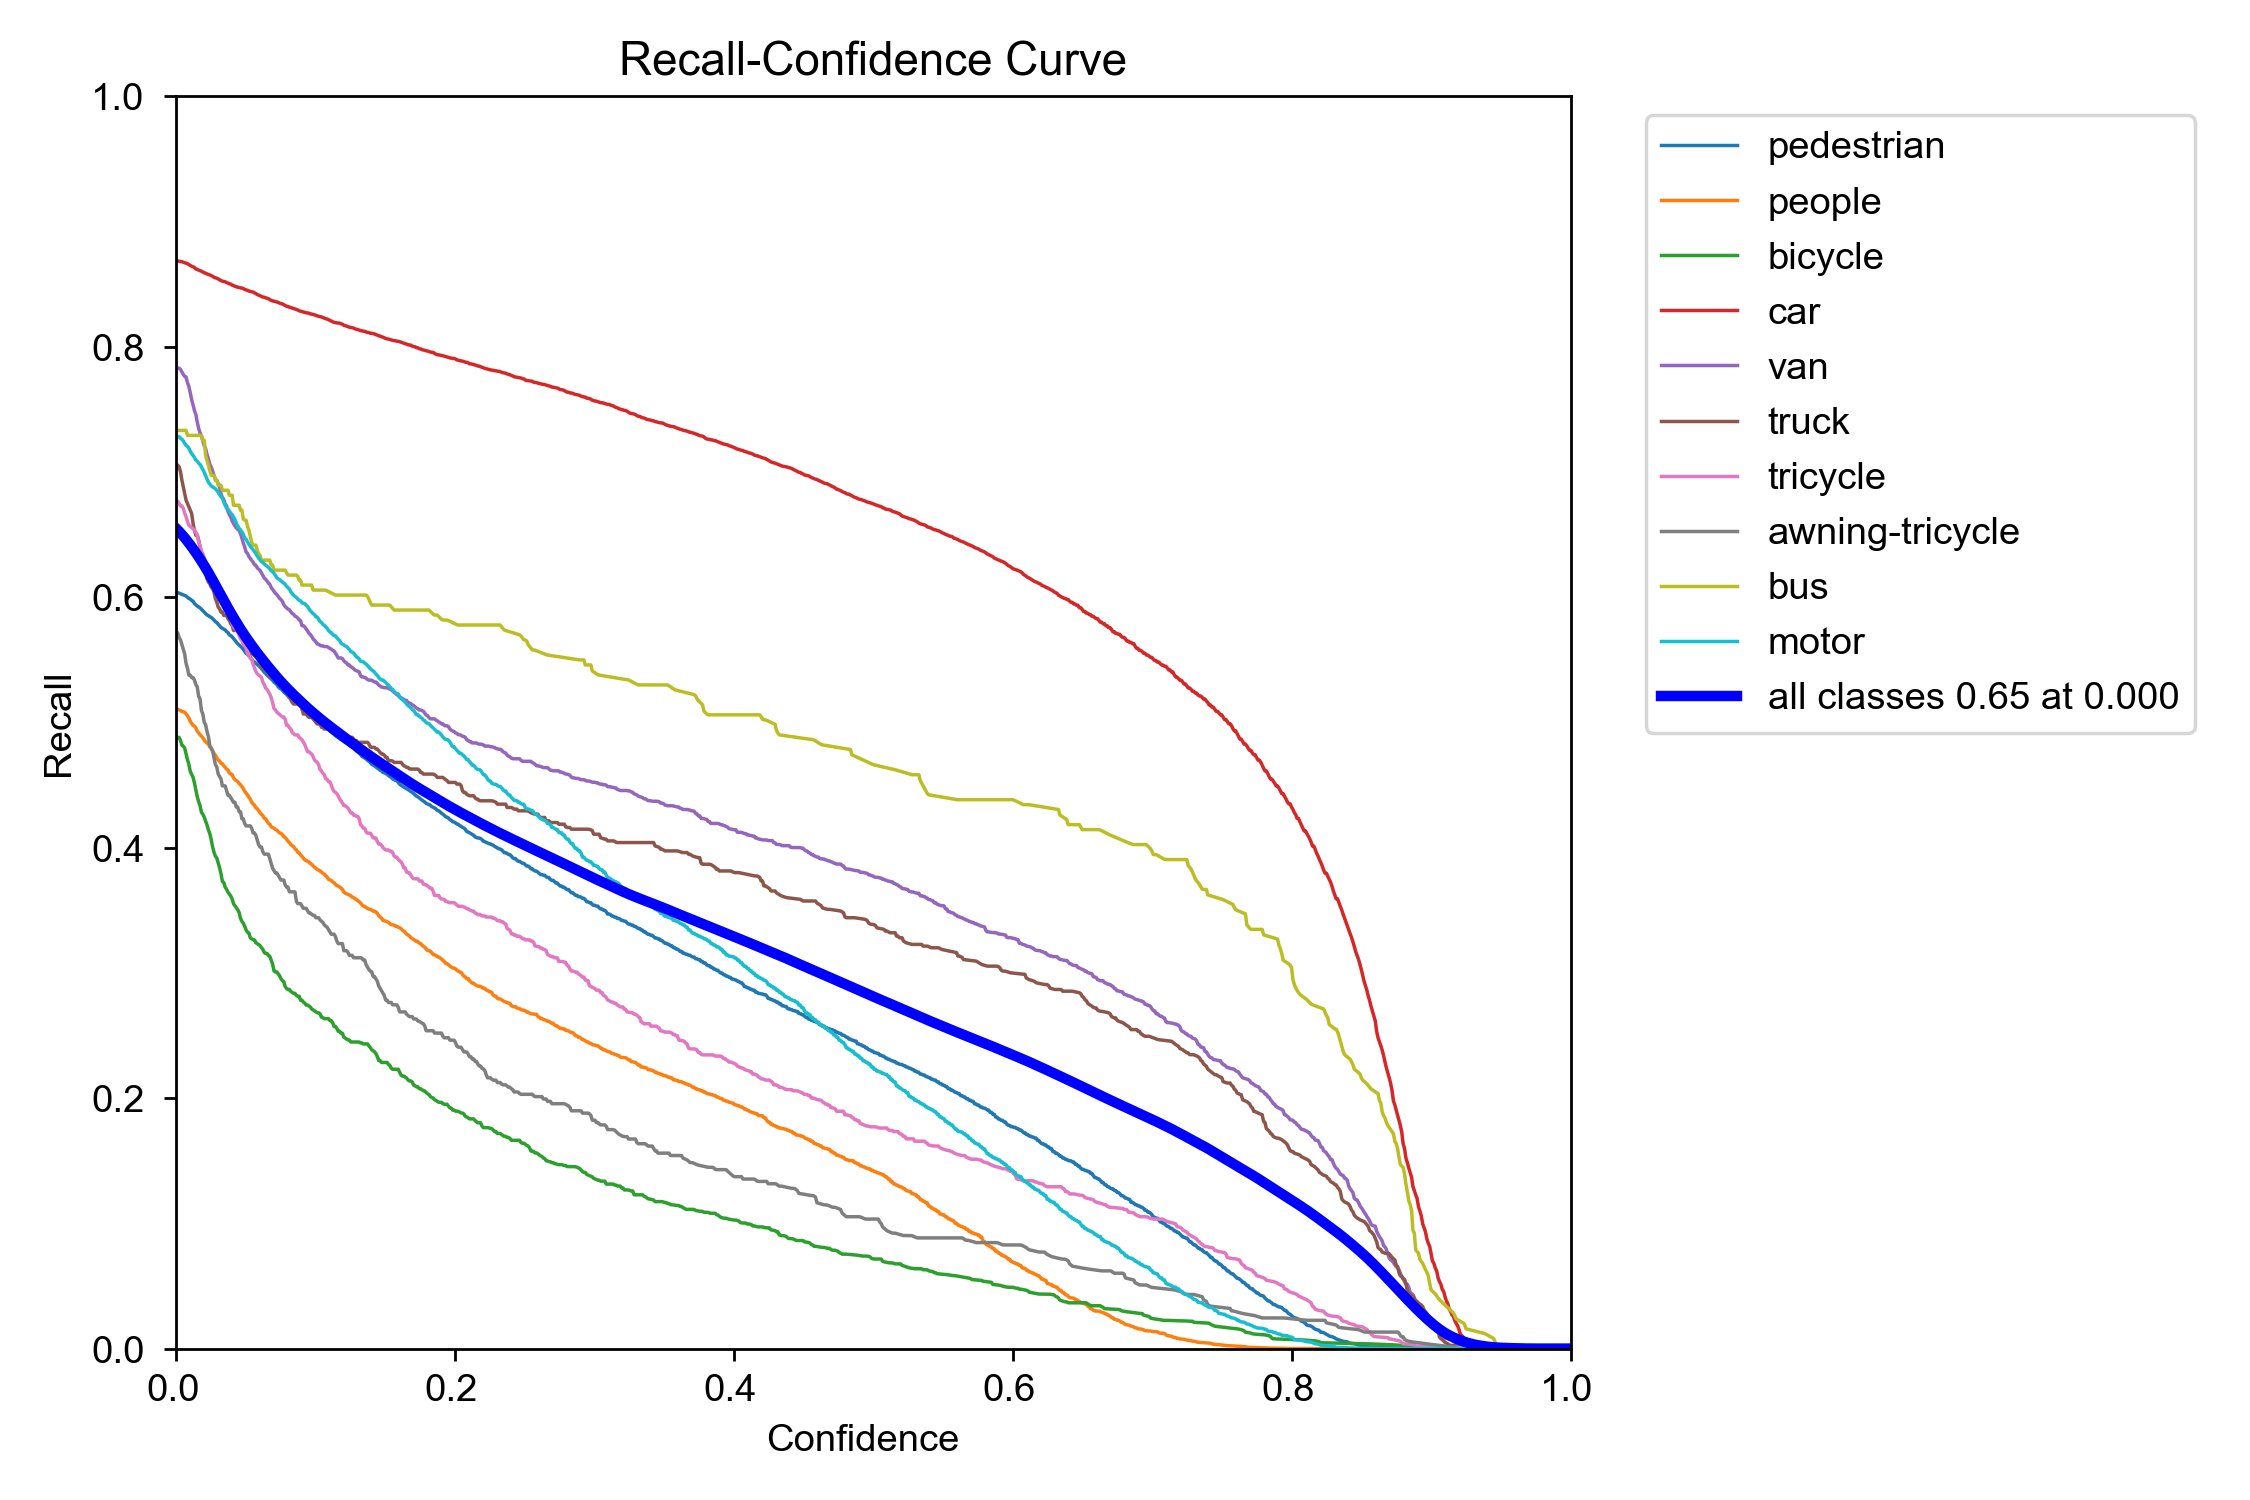 Recall-Confidence Curve
1.0
0.8
0.6
0.4
0.2
0.0
Recall
0.0 0.2 0.4 0.6 0.8 1.0
Confidence
pedestrian
people
bicycle
car
van
truck
tricycle
awning-tricycle
bus
motor
all classes 0.65 at 0.000